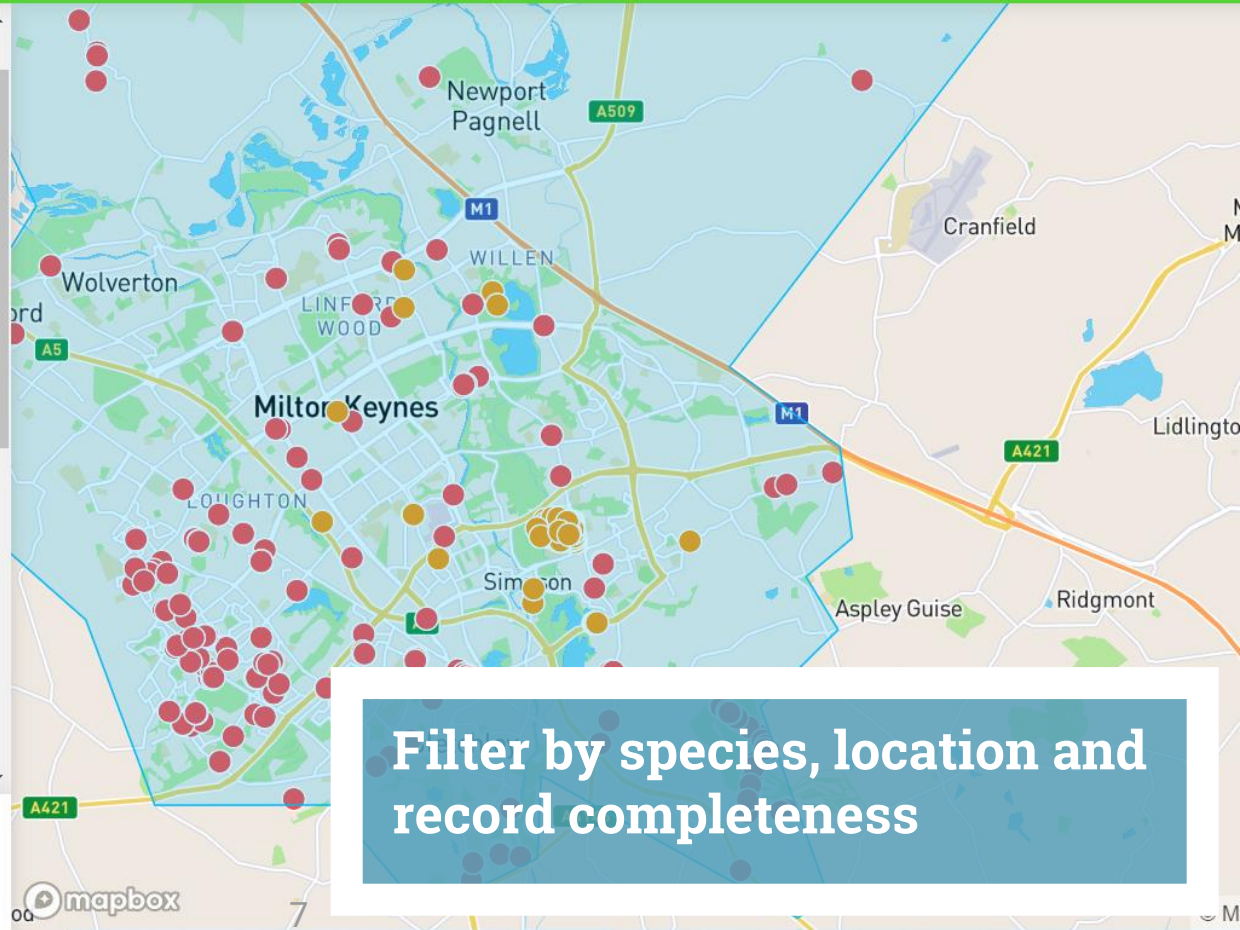 Newport
Pagnell
A509
M1
Cranfield
WILLEN
Wolverton
LINFORD
WOOD
A5
Milton Keynes
M1
A421
LOUGHTON
Simpson
Aspley Guise
Ridgmont
Filter by species, location and
record completeness
A421
mapbox
7